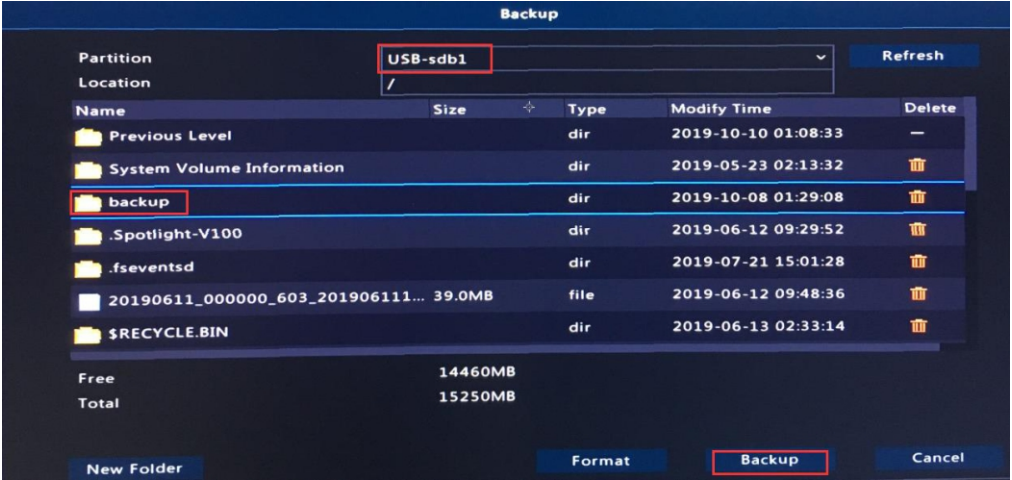 Backup
Partition USB-sdb1 Refresh
Location /
Name Size Type Modify Time Delete
Previous Level dir 2019-10-10 01:08:33 —
System Volume Information dir 2019-05-23 02:13:32
backup dir 2019-10-08 01:29:08
.Spotlight-V100 dir 2019-06-12 09:29:52
.fseventsd dir 2019-07-21 15:01:28
20190611_000000_603_201906111... 39.0MB file 2019-06-12 09:48:36
$RECYCLE.BIN dir 2019-06-13 02:33:14
Free 14460MB
Total 15250MB
New Folder Format Backup Cancel